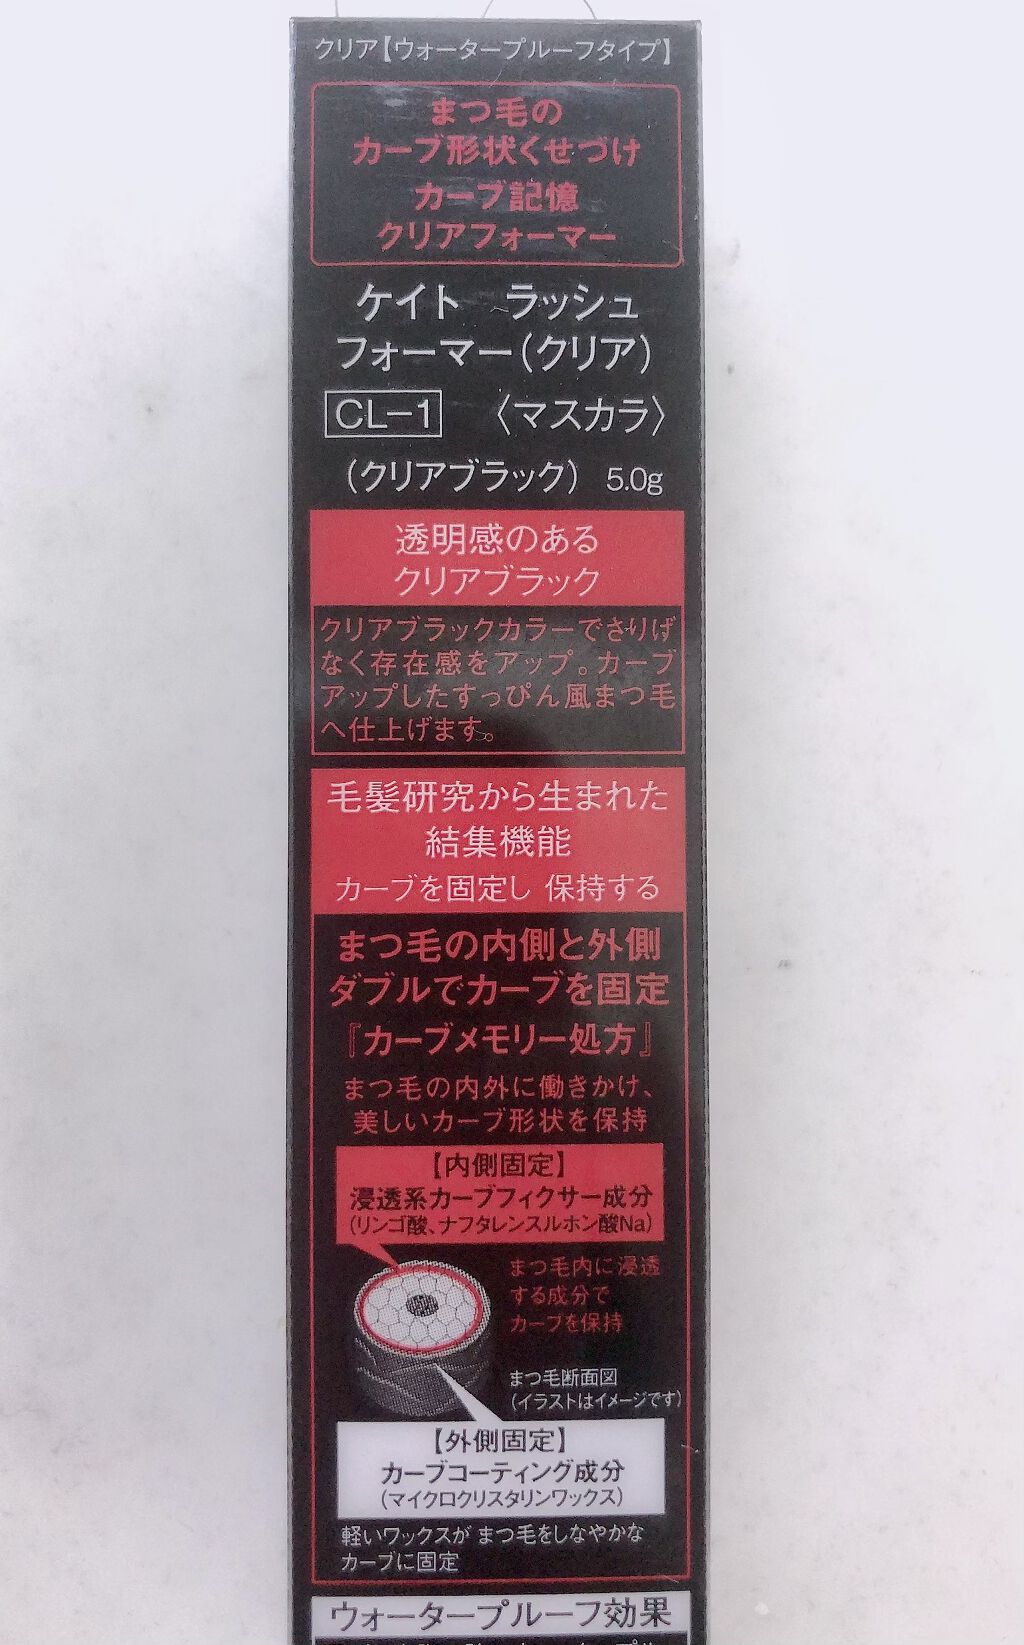 クリア【ウォータープルーフタイプ】
まつ毛の
カーブ形状くせづけ
カーブ記憶
クリアフォーマー
ケイト ラッシュ
フォーマー(クリア)
CL-1 〈マスカラ〉
(クリアブラック) 5.0g
透明感のある
クリアブラック
クリアブラックカラーでさりげ
なく存在感をアップ。カーブ
アップしたすっぴん風まつ毛
へ仕上げます。
毛髪研究から生まれた
結集機能
カーブを固定し 保持する
まつ毛の内側と外側
ダブルでカーブを固定
『カーブメモリー処方』
まつ毛の内外に働きかけ、
美しいカーブ形状を保持
【内側固定】
浸透系カーブフィクサー成分
(リンゴ酸、ナフタレンスルホン酸Na)
まつ毛内に浸透
する成分で
カーブを保持
まつ毛断面図
(イラストはイメージです)
【外側固定】
カーブコーティング成分
(マイクロクリスタリンワックス)
軽いワックスが まつ毛をしなやかな
カーブに固定
ウォータープルーフ効果